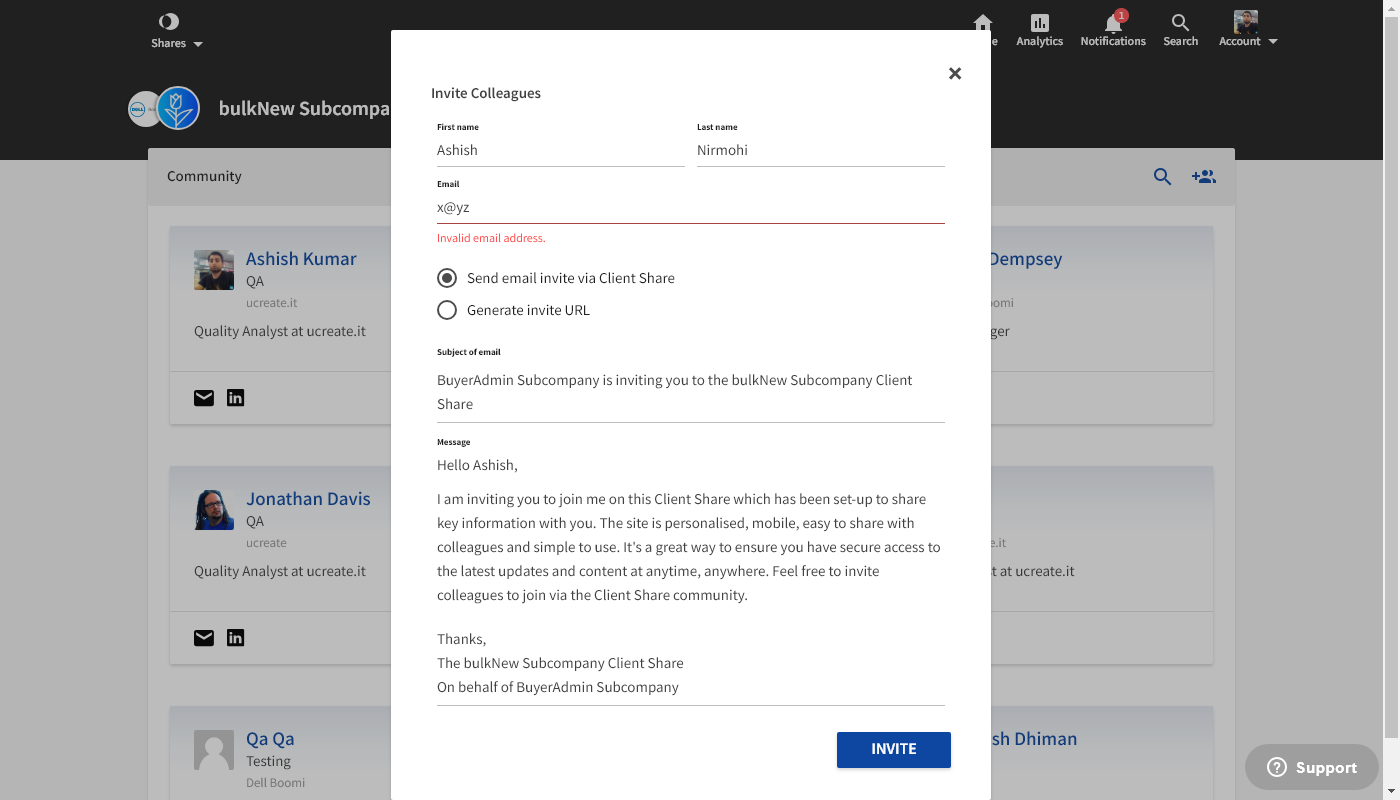 Shares
Analytics
1
Notifications
Search
Account
bulkNew Subcompa
DELL
Community
Invite Colleagues
First name
Ashish
Last name
Nirmohi
Email
x@yz
Invalid email address.
Send email invite via Client Share
Generate invite URL
Subject of email
BuyerAdmin Subcompany is inviting you to the bulkNew Subcompany Client
Share
Message
Hello Ashish,
I am inviting you to join me on this Client Share which has been set-up to share
key information with you. The site is personalised, mobile, easy to share with
colleagues and simple to use. It's a great way to ensure you have secure access to
the latest updates and content at anytime, anywhere. Feel free to invite
colleagues to join via the Client Share community.
Thanks,
The bulkNew Subcompany Client Share
On behalf of BuyerAdmin Subcompany
INVITE
Ashish Kumar
QA
ucreate.it
Quality Analyst at ucreate.it
Jonathan Davis
QA
ucreate
Quality Analyst at ucreate.it
Qa Qa
Testing
Dell Boomi
Dempsey
oomi
ger
e.it
t at ucreate.it
sh Dhiman
Support